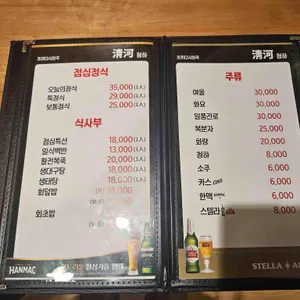 프리다시정식 清河 청하
점심정식
오늘의정식 35,000(1人)
특정식 29,000(1人)
보통정식 25,000(1人)
식사부
점심특선 18,000(1人)
일식백반 13,000(1人)
황전복죽 20,000(1人)
생대구탕 18,000(1人)
생태탕 18,000(1人)
회덮밥 18,000
회초밥
HANMAC
清河 청하
주류
여울 30,000
화요 30,000
일품진로 30,000
복분자 25,000
화랑 20,000
청하 8,000
소주 6,000
카스 6,000
한맥 HANMAC 6,000
스텔라 8,000
STELLA